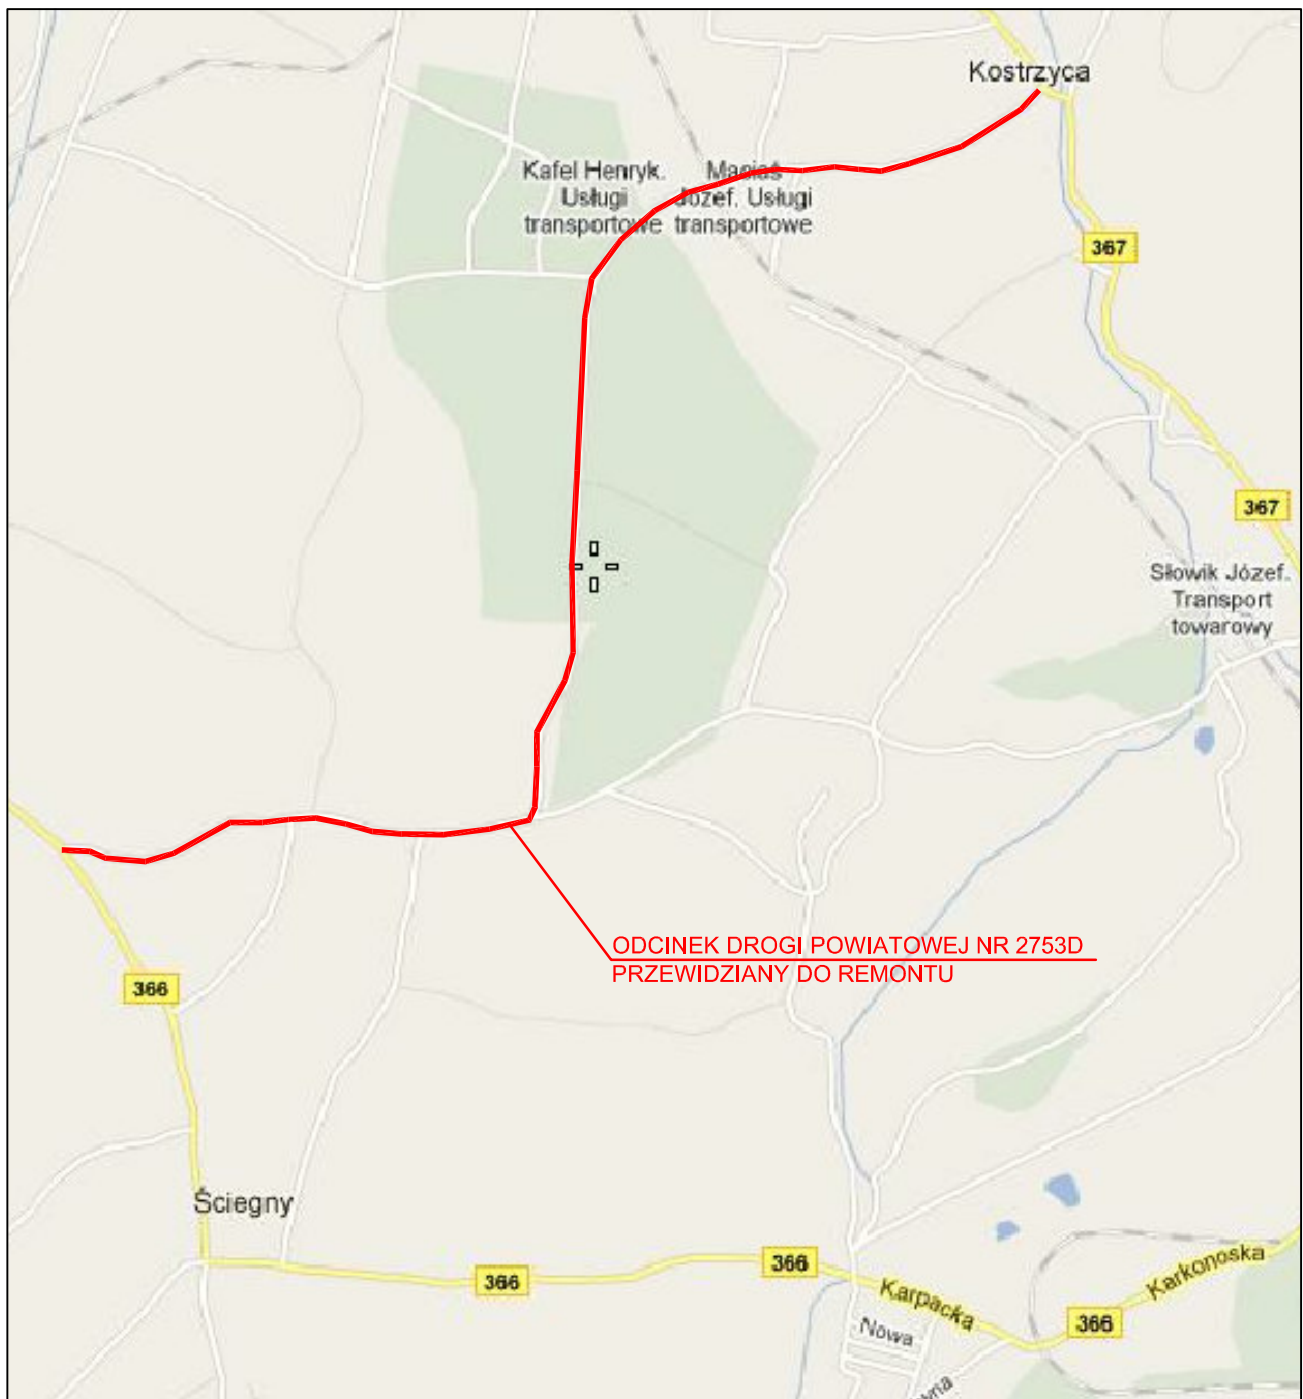 Kostrzyca
Kafel Henryk.
Usługi
transportowe
Maciaś
Józef. Usługi
transportowe
367
367
Słowik Józef.
Transport
towarowy
ODCINEK DROGI POWIATOWEJ NR 2753D
PRZEWIDZIANY DO REMONTU
366
Ściegny
366
366
Karpacka
Karkonoska
366
Nowa